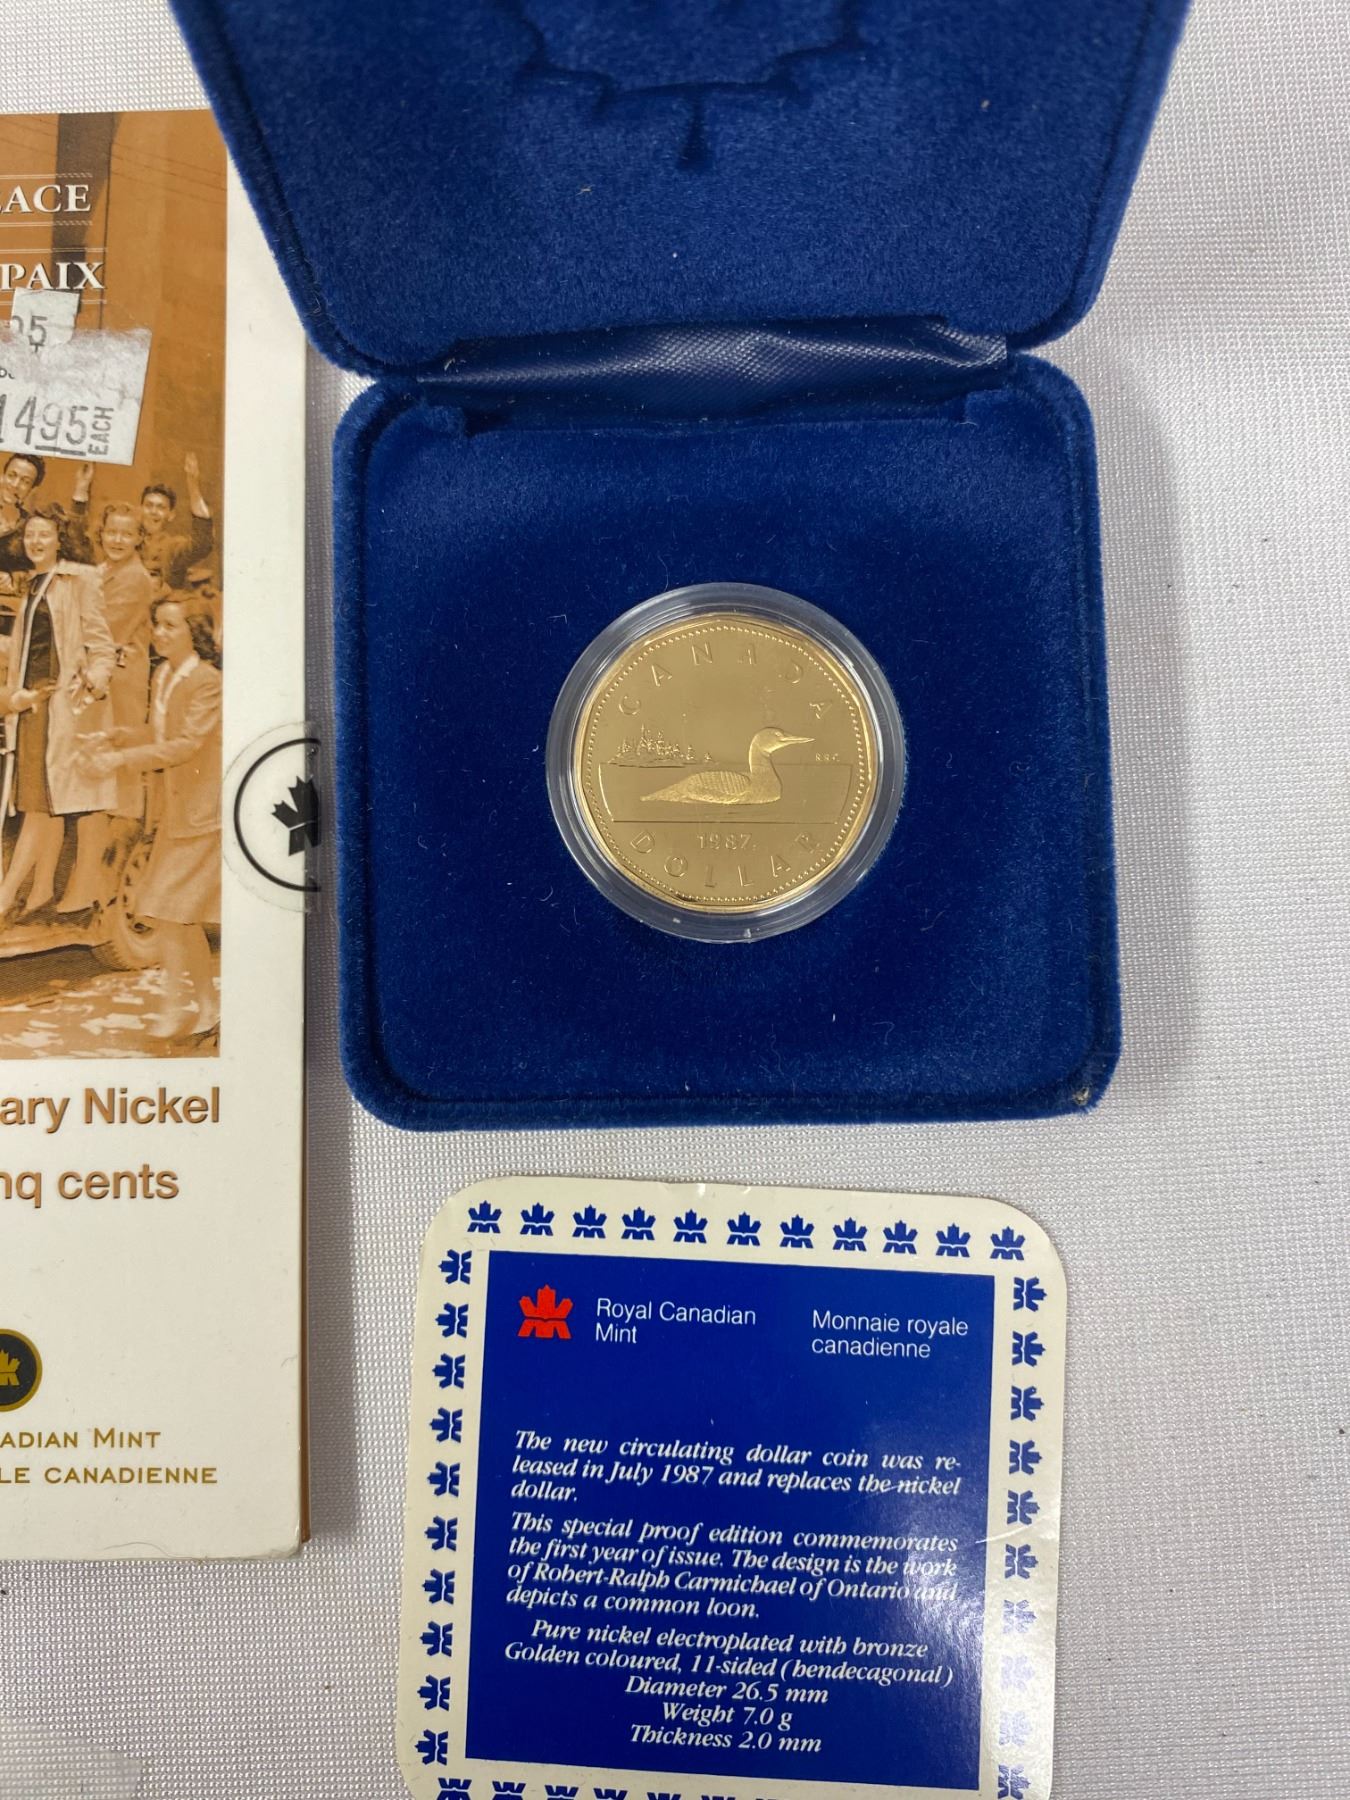 EACE
PAIX
95
1495
EACH
CANADA
R.R.C.
1987
DOLLAR
ary Nickel
nq cents
ADIAN MINT
LE CANADIENNE
Royal Canadian
Mint
Monnaie royale
canadienne
The new circulating dollar coin was re-
leased in July 1987 and replaces the nickel
dollar.
This special proof edition commemorates
the first year of issue. The design is the work
of Robert-Ralph Carmichael of Ontario and
depicts a common loon.
Pure nickel electroplated with bronze
Golden coloured, 11-sided (hendecagonal)
Diameter 26.5 mm
Weight 7.0 g
Thickness 2.0 mm